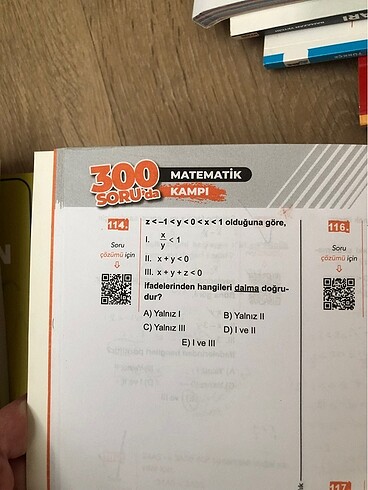 300
SORU'da
MATEMATİK
KAMPI
114.
Soru
çözümü için
z < –1 < y < 0 < x < 1 olduğuna göre,
I. x/y < 1
II. x + y < 0
III. x + y + z < 0
ifadelerinden hangileri daima doğru-
dur?
A) Yalnız I B) Yalnız II
C) Yalnız III D) I ve II
E) I ve III
116.
Soru
çözümü için
117.